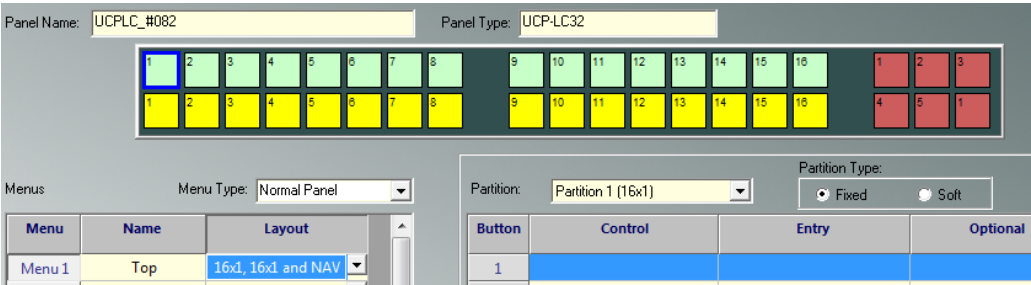 Panel Name: UCPLC_#082 Panel Type: UCP-LC32
1 2 3 4 5 6 7 8 9 10 11 12 13 14 15 16 1 2 3
1 2 3 4 5 6 7 8 9 10 11 12 13 14 15 16 4 5 1
Partition Type:
Menus Menu Type: Normal Panel Partition: Partition 1 (16x1) Fixed Soft
Menu Name Layout Button Control Entry Optional
Menu 1 Top 16x1, 16x1 and NAV 1